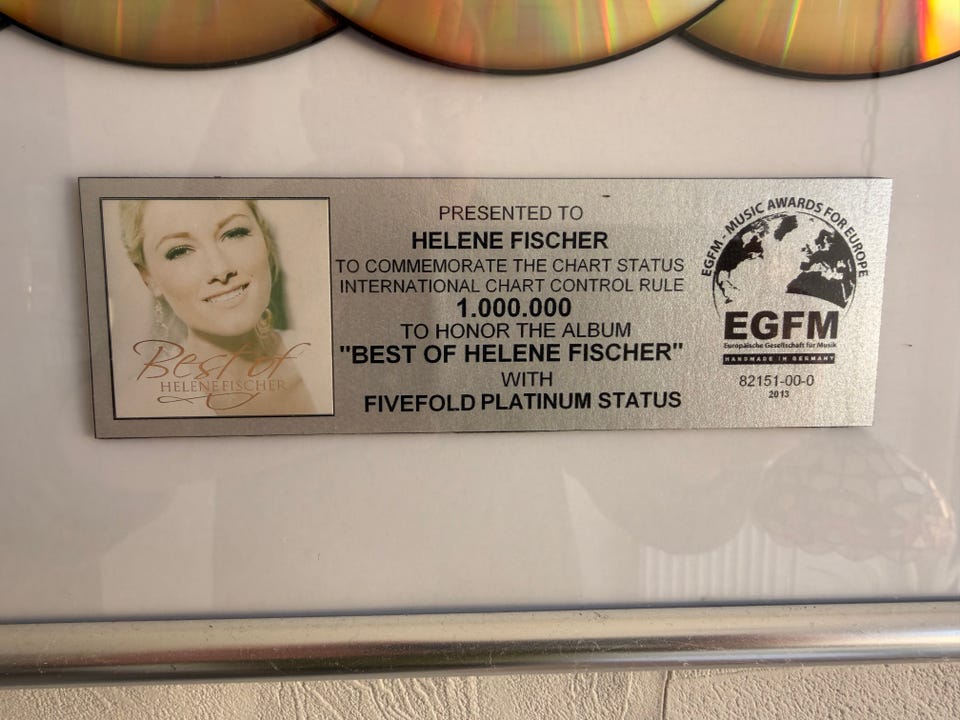 Best of
HELENE FISCHER
PRESENTED TO
HELENE FISCHER
TO COMMEMORATE THE CHART STATUS
INTERNATIONAL CHART CONTROL RULE
1.000.000
TO HONOR THE ALBUM
"BEST OF HELENE FISCHER"
WITH
FIVEFOLD PLATINUM STATUS
EGFM - MUSIC AWARDS FOR EUROPE
EGFM
Europäische Gesellschaft für Musik
HANDMADE IN GERMANY
82151-00-0
2013